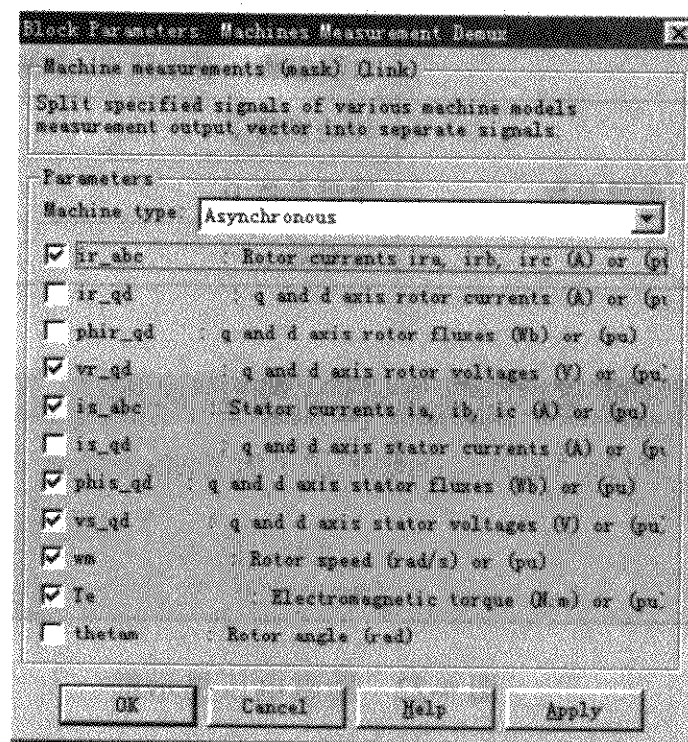 Block Parameters: Machines Measurement Demux
Machine measurements (mask) (link)
Split specified signals of various machine models
measurement output vector into separate signals.
Parameters
Machine type: Asynchronous
ir_abc : Rotor currents ira, irb, irc (A) or (pu
ir_qd : q and d axis rotor currents (A) or (pu
phir_qd : q and d axis rotor fluxes (Wb) or (pu)
vr_qd : q and d axis rotor voltages (V) or (pu)
is_abc : Stator currents ia, ib, ic (A) or (pu)
is_qd : q and d axis stator currents (A) or (pu
phis_qd : q and d axis stator fluxes (Wb) or (pu)
vs_qd : q and d axis stator voltages (V) or (pu)
wm : Rotor speed (rad/s) or (pu)
Te : Electromagnetic torque (N.m) or (pu)
thetam : Rotor angle (rad)
OK Cancel Help Apply